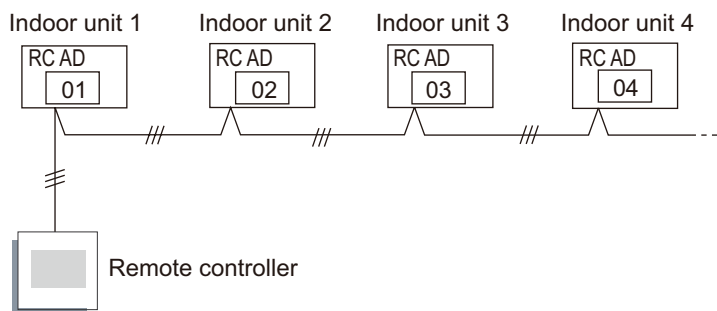 Indoor unit 1 Indoor unit 2 Indoor unit 3 Indoor unit 4
RC AD RC AD RC AD RC AD
01 02 03 04
Remote controller